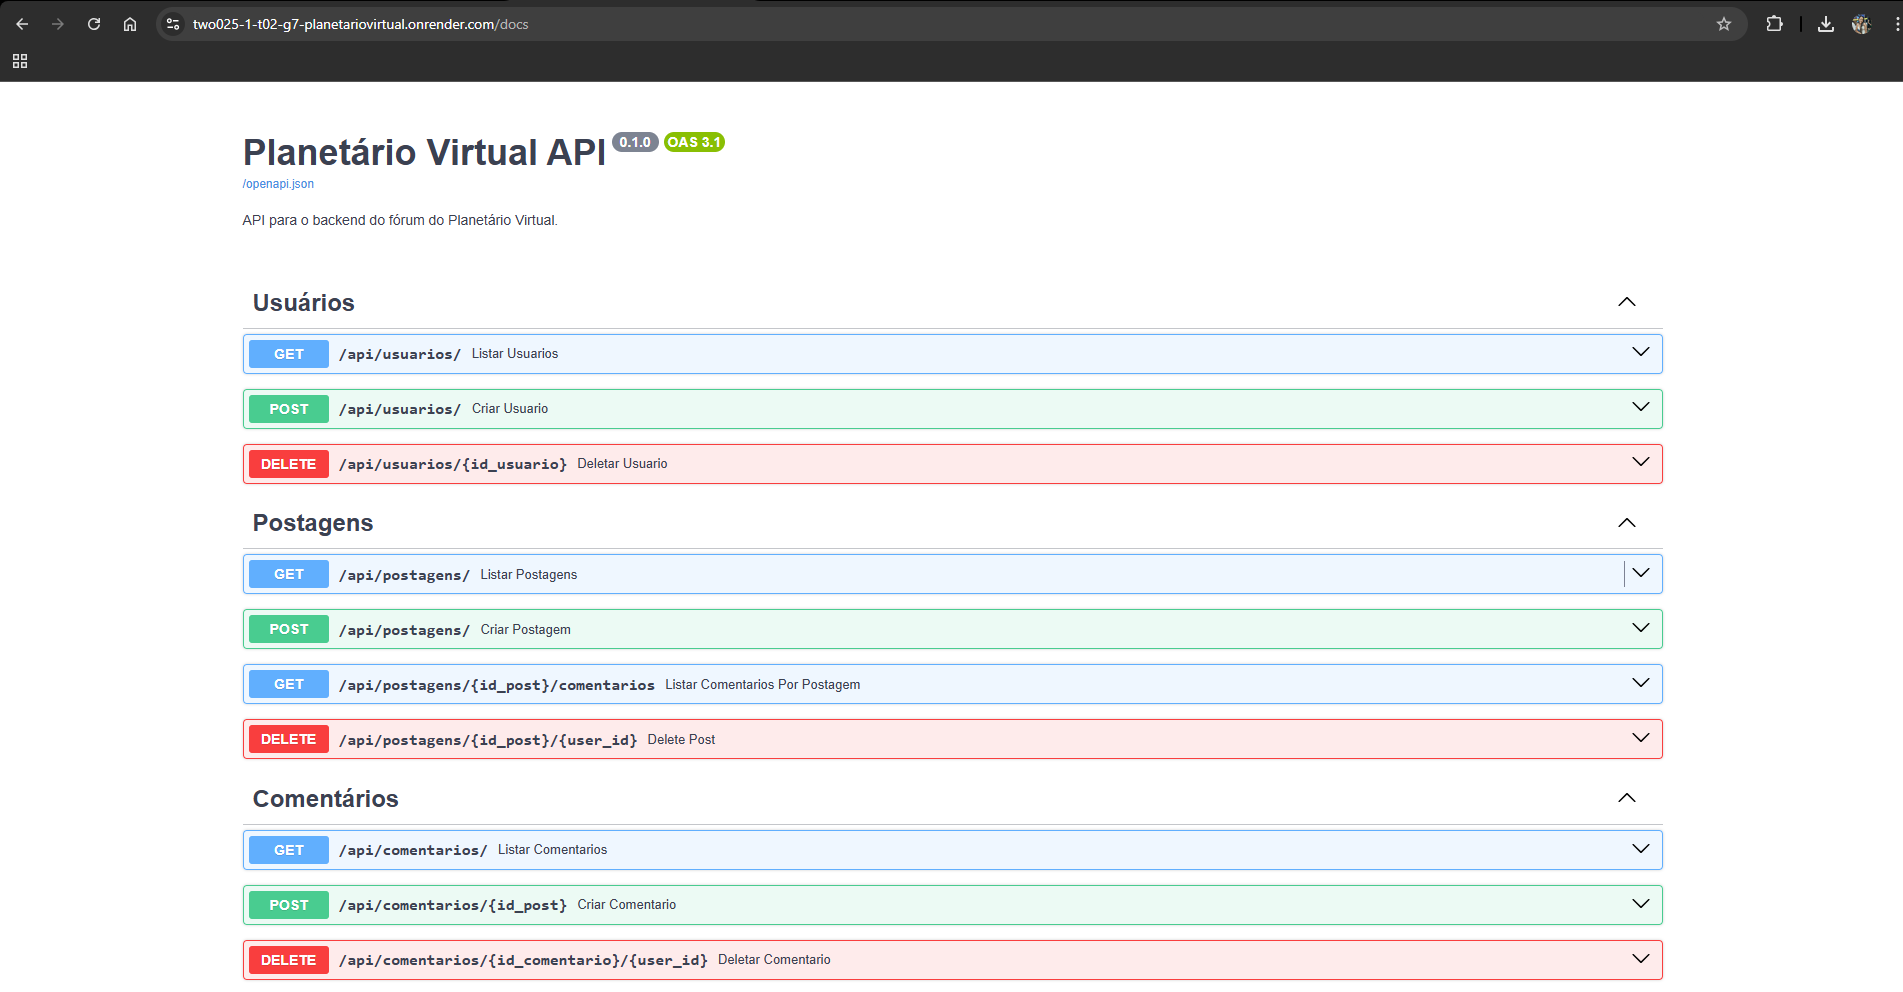 two025-1-t02-g7-planetariovirtual.onrender.com/docs
Planetário Virtual API 0.1.0 OAS 3.1
/openapi.json
API para o backend do fórum do Planetário Virtual.
Usuários
GET /api/usuarios/ Listar Usuarios
POST /api/usuarios/ Criar Usuario
DELETE /api/usuarios/{id_usuario} Deletar Usuario
Postagens
GET /api/postagens/ Listar Postagens
POST /api/postagens/ Criar Postagem
GET /api/postagens/{id_post}/comentarios Listar Comentarios Por Postagem
DELETE /api/postagens/{id_post}/{user_id} Delete Post
Comentários
GET /api/comentarios/ Listar Comentarios
POST /api/comentarios/{id_post} Criar Comentario
DELETE /api/comentarios/{id_comentario}/{user_id} Deletar Comentario